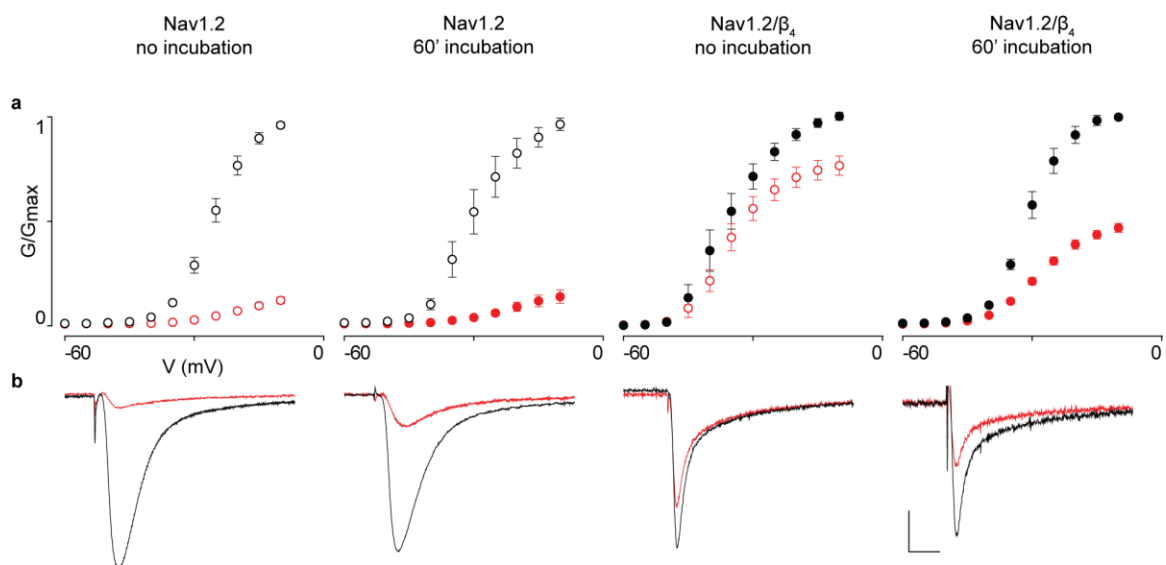 Nav1.2
no incubation
Nav1.2
60' incubation
Nav1.2/β₄
no incubation
Nav1.2/β₄
60' incubation
a
1
G/Gmax
0
-60
0
-60
0
-60
0
-60
0
V (mV)
b